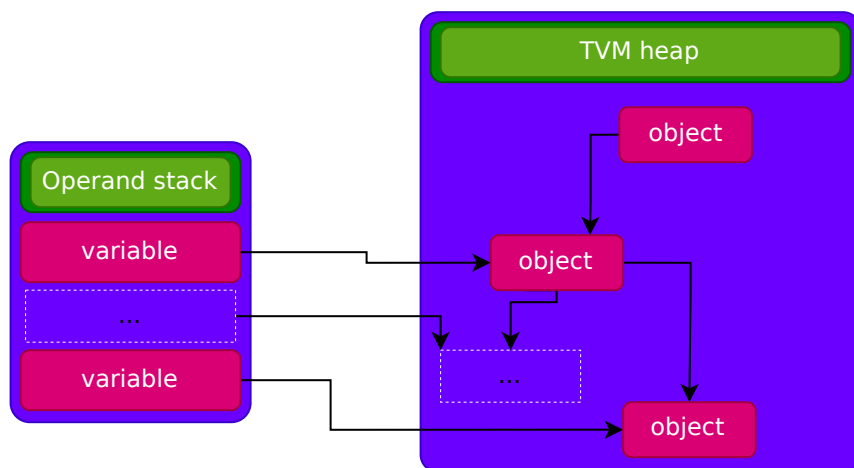 Operand stack
variable
...
variable
TVM heap
object
object
...
object